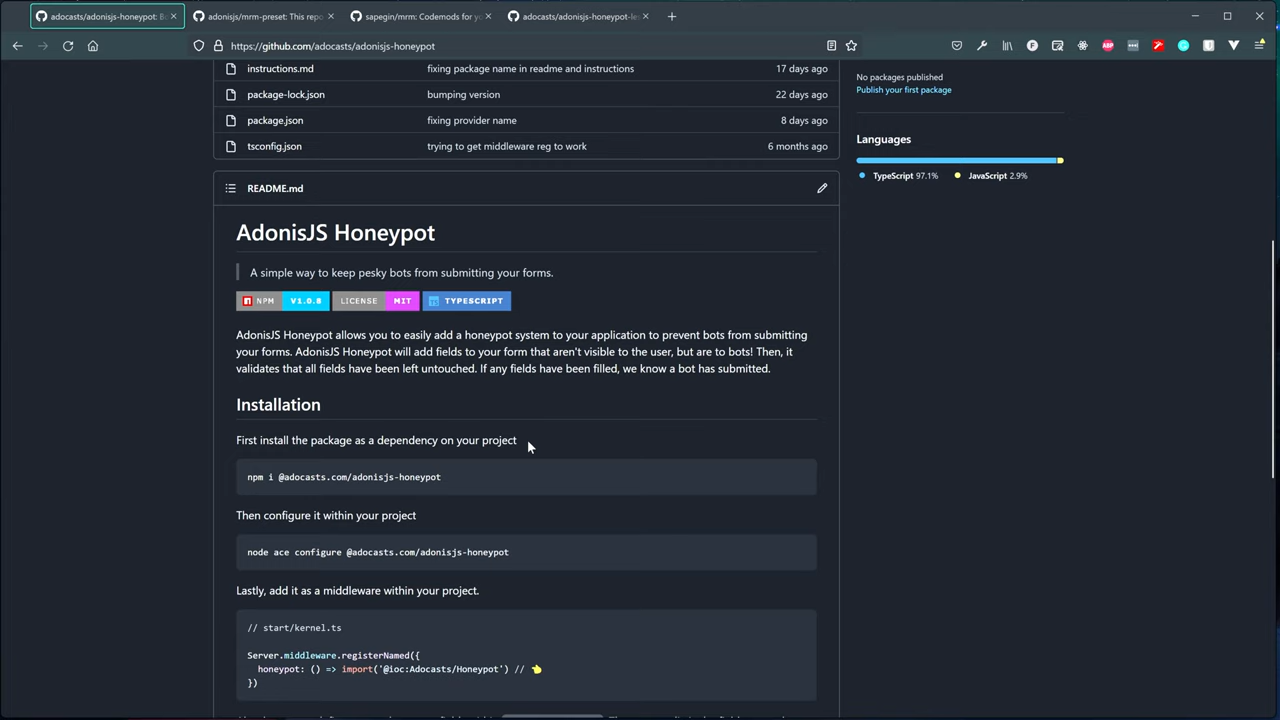 adocasts/adonisjs-honeypot: Bo
adonisjs/mrm-preset: This repo
sapegin/mrm: Codemods for yo
adocasts/adonisjs-honeypot-le
https://github.com/adocasts/adonisjs-honeypot
instructions.md fixing package name in readme and instructions 17 days ago
package-lock.json bumping version 22 days ago
package.json fixing provider name 8 days ago
tsconfig.json trying to get middleware reg to work 6 months ago
No packages published
Publish your first package
Languages
TypeScript 97.1% JavaScript 2.9%
README.md
AdonisJS Honeypot
A simple way to keep pesky bots from submitting your forms.
NPM V1.0.8 LICENSE MIT TS TYPESCRIPT
AdonisJS Honeypot allows you to easily add a honeypot system to your application to prevent bots from submitting
your forms. AdonisJS Honeypot will add fields to your form that aren't visible to the user, but are to bots! Then, it
validates that all fields have been left untouched. If any fields have been filled, we know a bot has submitted.
Installation
First install the package as a dependency on your project
npm i @adocasts.com/adonisjs-honeypot
Then configure it within your project
node ace configure @adocasts.com/adonisjs-honeypot
Lastly, add it as a middleware within your project.
// start/kernel.ts
Server.middleware.registerNamed({
honeypot: () => import('@ioc:Adocasts/Honeypot') // 👈
})